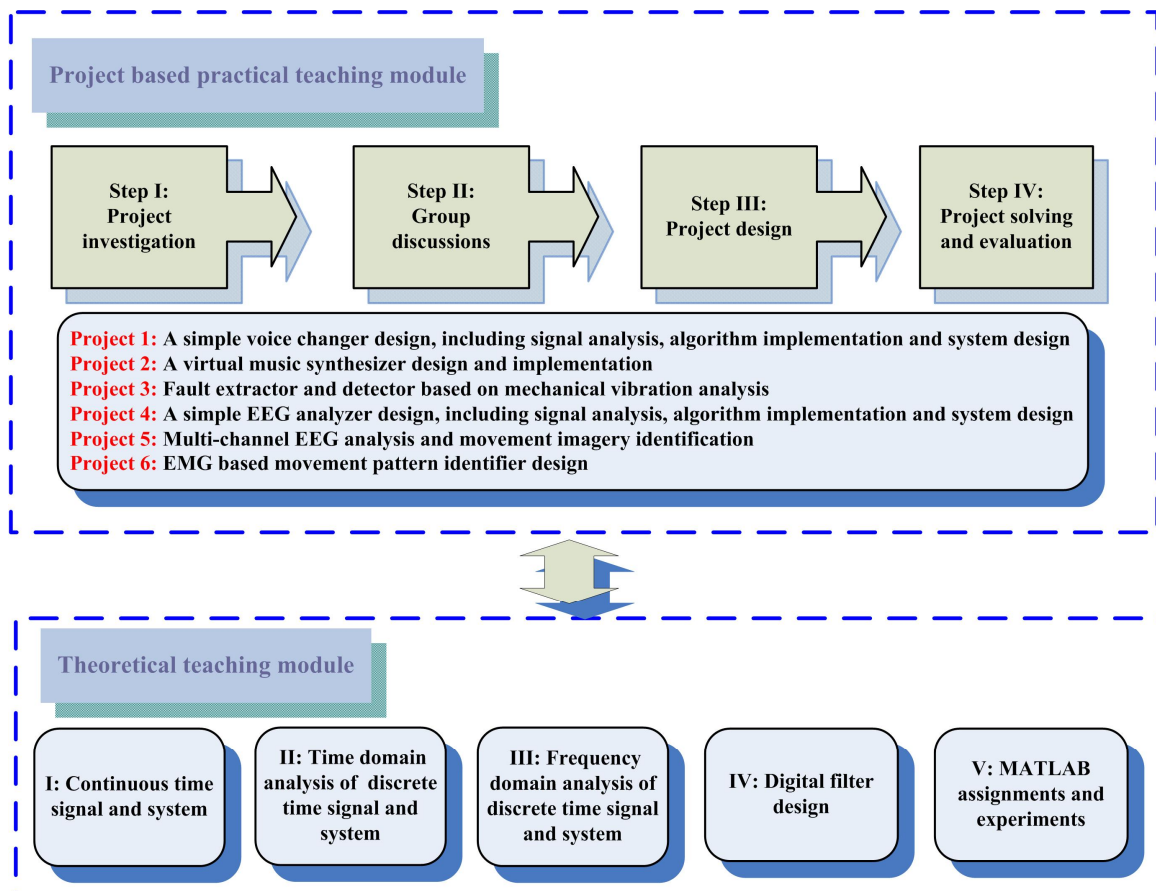 Project based practical teaching module
Step I:
Project
investigation
Step II:
Group
discussions
Step III:
Project design
Step IV:
Project solving
and evaluation
Project 1: A simple voice changer design, including signal analysis, algorithm implementation and system design
Project 2: A virtual music synthesizer design and implementation
Project 3: Fault extractor and detector based on mechanical vibration analysis
Project 4: A simple EEG analyzer design, including signal analysis, algorithm implementation and system design
Project 5: Multi-channel EEG analysis and movement imagery identification
Project 6: EMG based movement pattern identifier design
Theoretical teaching module
I: Continuous time
signal and system
II: Time domain
analysis of discrete
time signal and
system
III: Frequency
domain analysis of
discrete time signal
and system
IV: Digital filter
design
V: MATLAB
assignments and
experiments